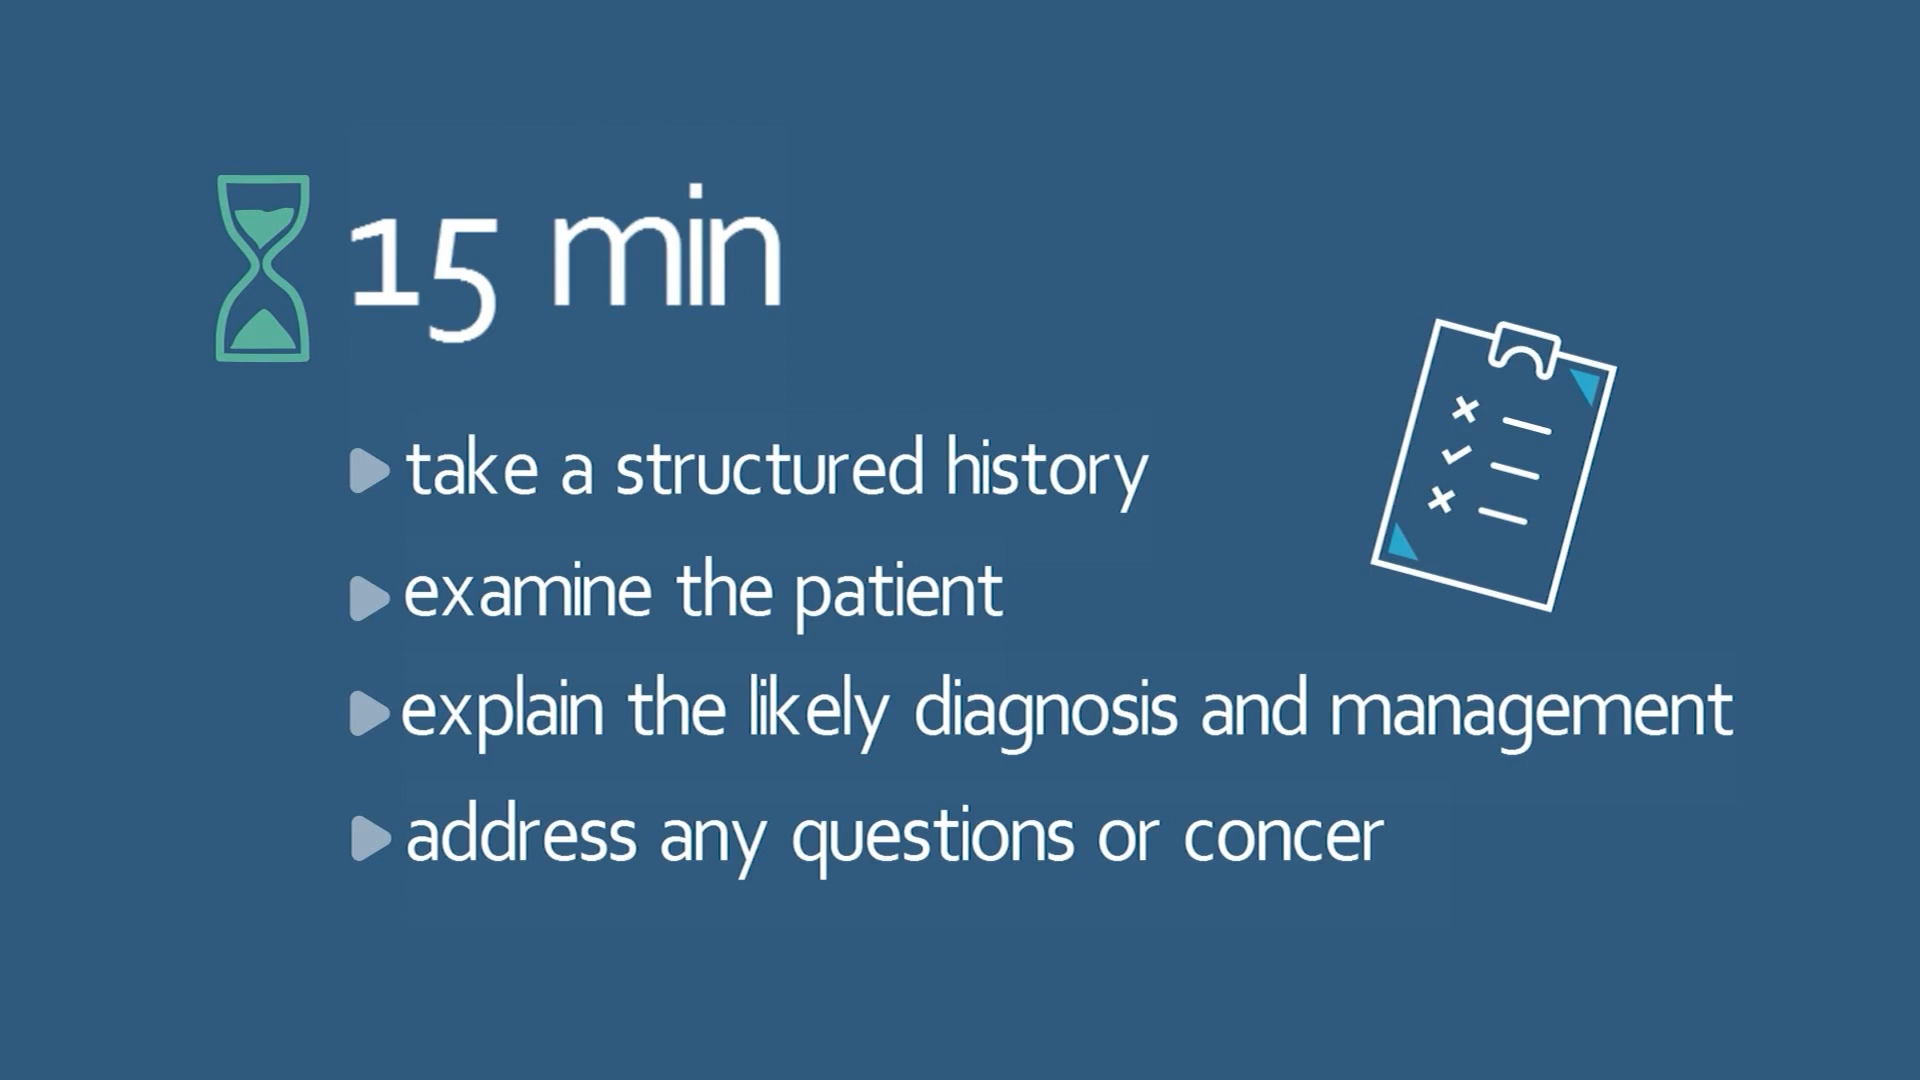 15 min
take a structured history
examine the patient
explain the likely diagnosis and management
address any questions or concer